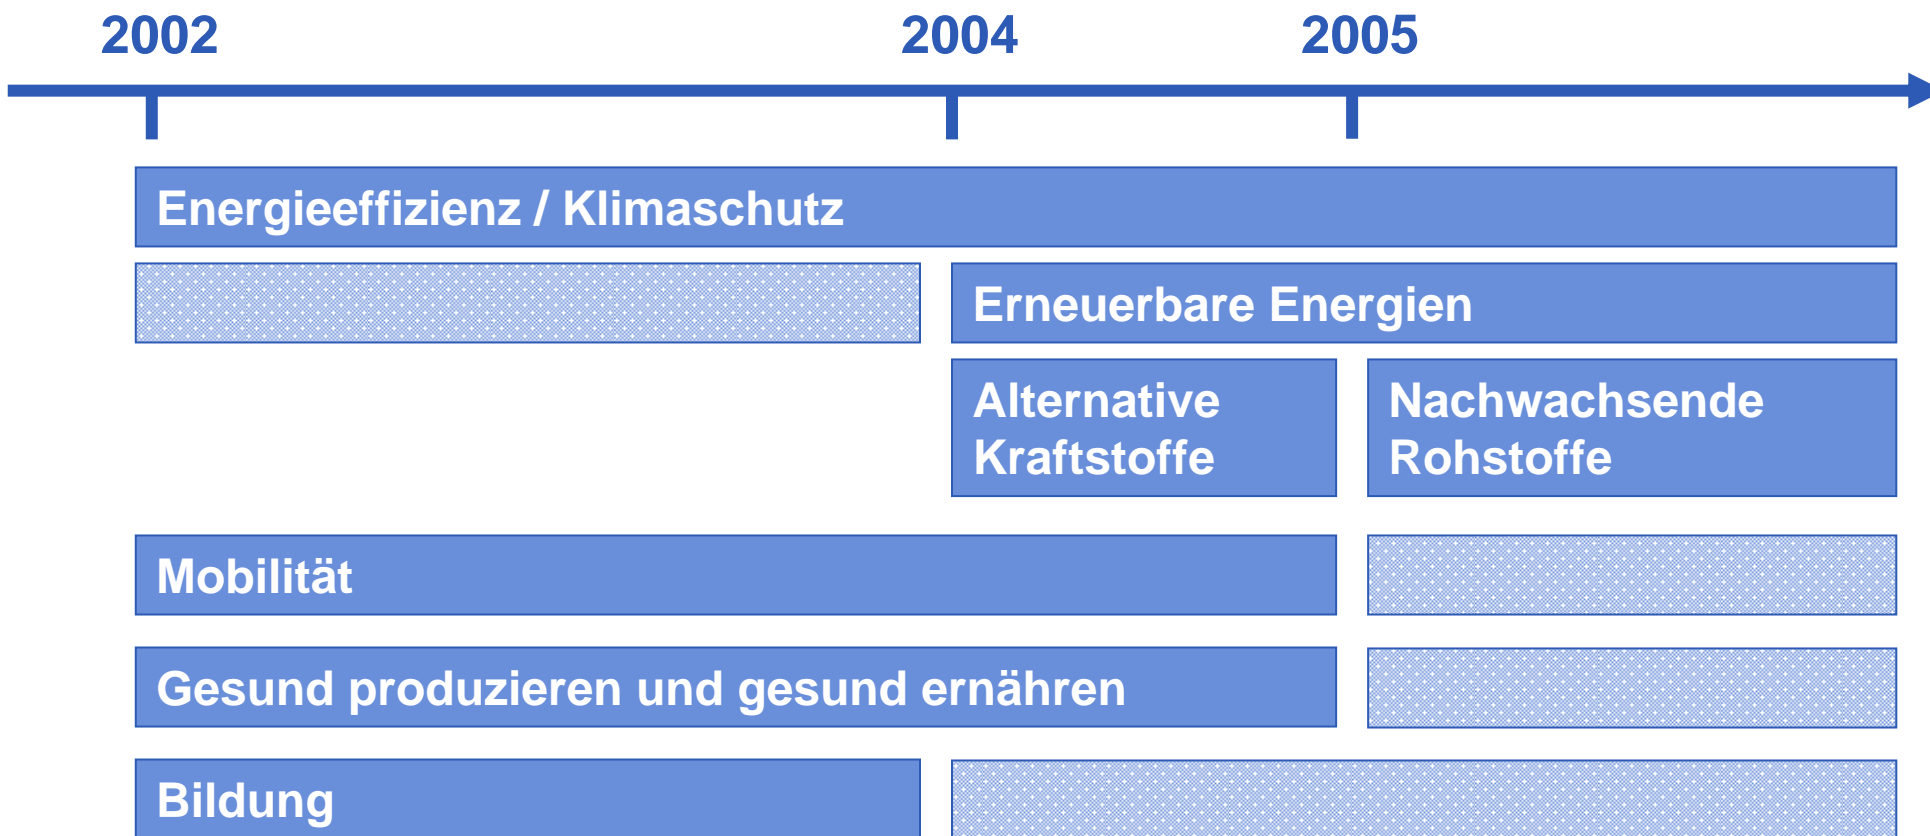 2002 2004 2005
Energieeffizienz / Klimaschutz
Erneuerbare Energien
Alternative
Kraftstoffe
Nachwachsende
Rohstoffe
Mobilität
Gesund produzieren und gesund ernähren
Bildung